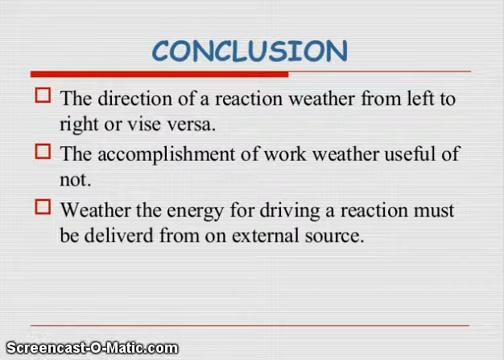 CONCLUSION
The direction of a reaction weather from left to
right or vise versa.
The accomplishment of work weather useful of
not.
Weather the energy for driving a reaction must
be deliverd from on external source.
Screencast-O-Matic.com